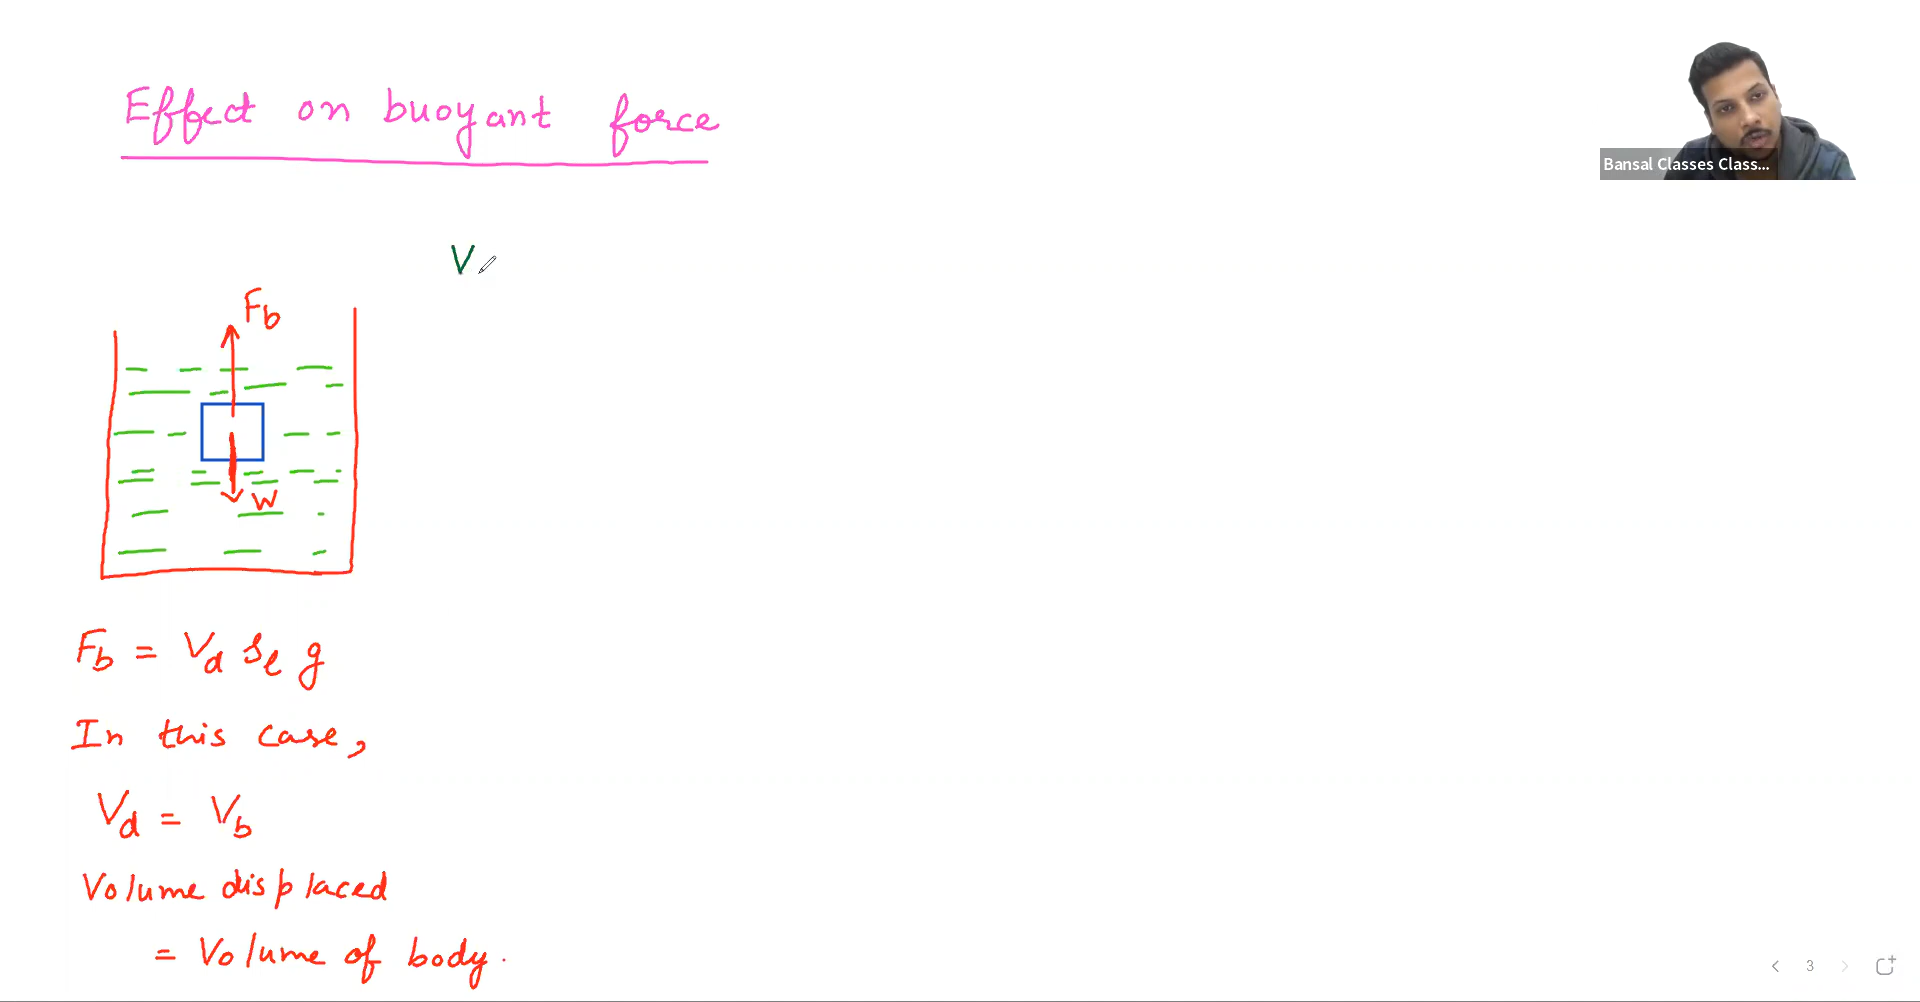 Effect on buoyant force
Bansal Classes Class...
V
Fb
W
Fb = Vd Sl g
In this case,
Vd = Vb
Volume displaced
= Volume of body.
3